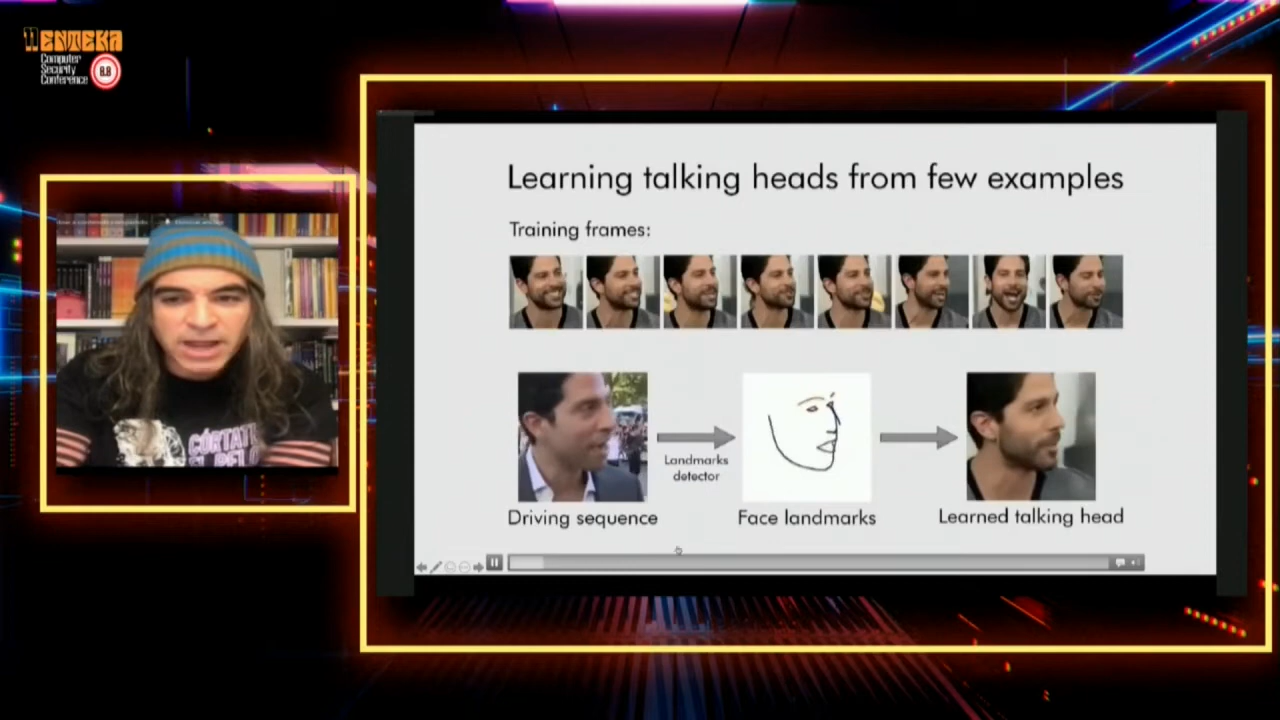 11ENTEKA
Computer
Security
Conference
8.8
CÓRTATE
EL PELO
Learning talking heads from few examples
Training frames:
Landmarks
detector
Driving sequence
Face landmarks
Learned talking head